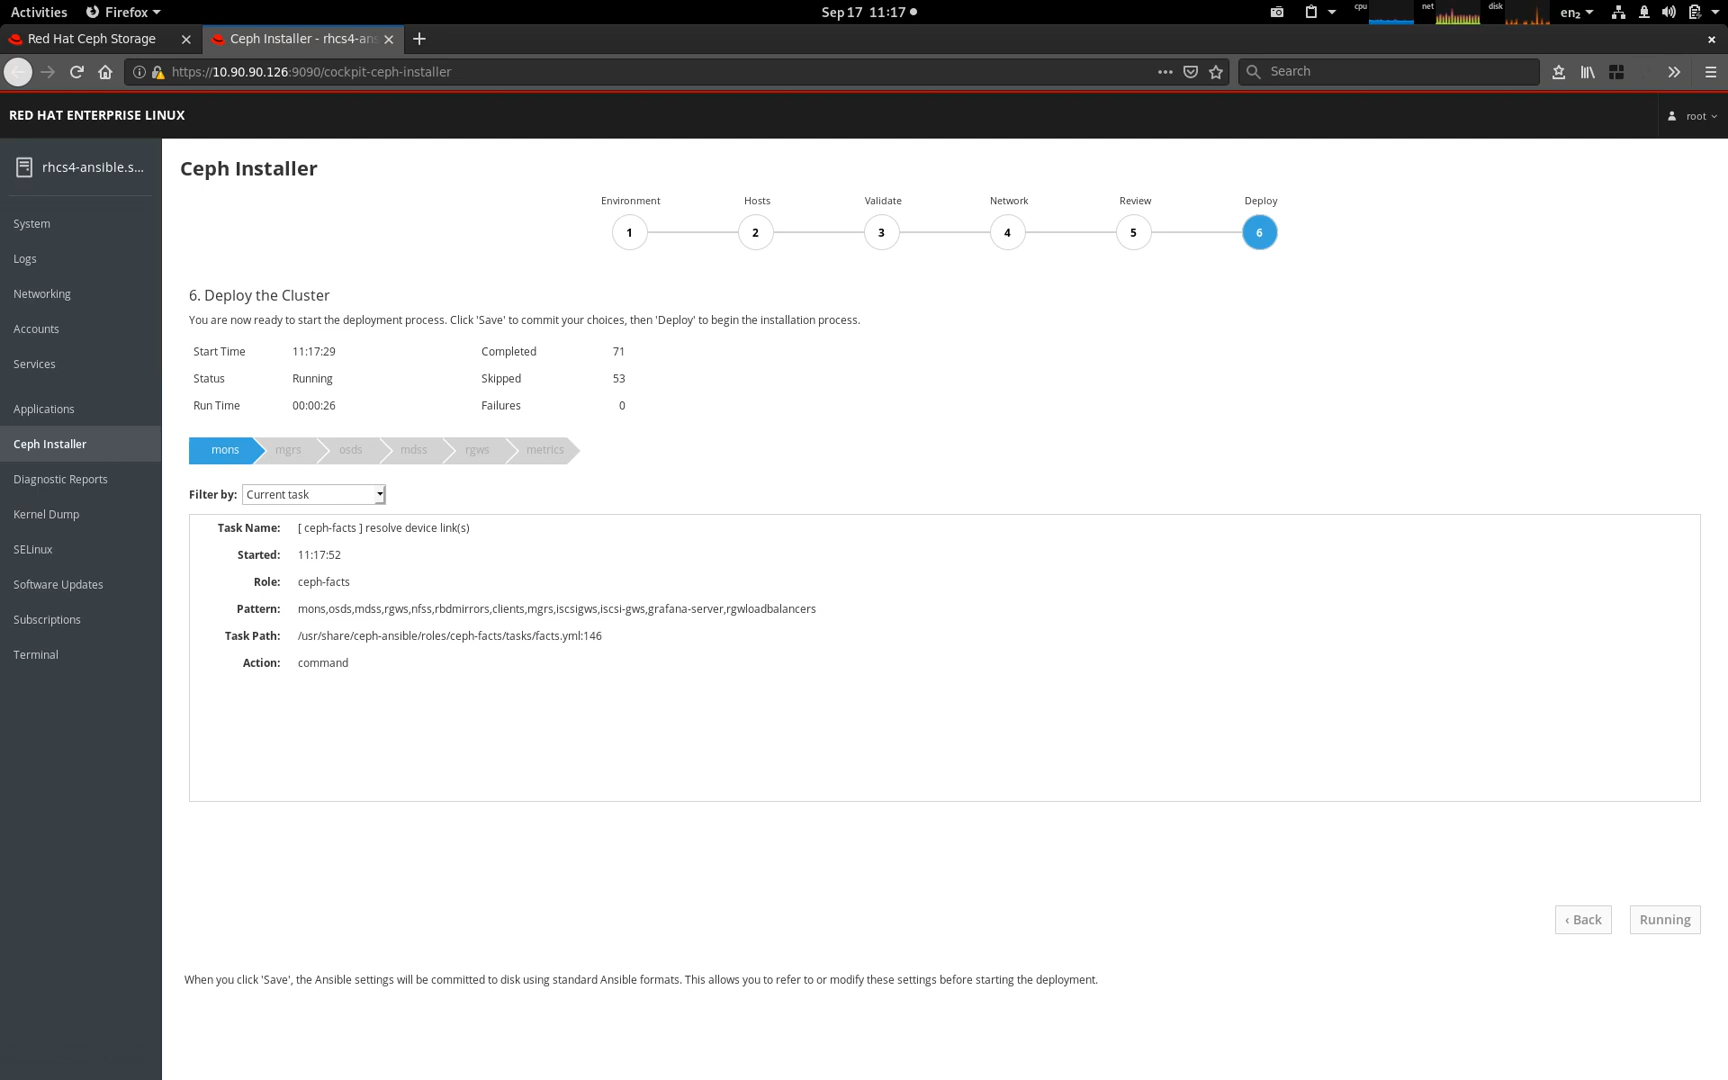 Activities Firefox Sep 17 11:17 cpu net disk en₂
Red Hat Ceph Storage Ceph Installer - rhcs4-ans
https://10.90.90.126:9090/cockpit-ceph-installer Search
RED HAT ENTERPRISE LINUX root
rhcs4-ansible.s...
System
Logs
Networking
Accounts
Services
Applications
Ceph Installer
Diagnostic Reports
Kernel Dump
SELinux
Software Updates
Subscriptions
Terminal
Ceph Installer
Environment Hosts Validate Network Review Deploy
1 2 3 4 5 6
6. Deploy the Cluster
You are now ready to start the deployment process. Click 'Save' to commit your choices, then 'Deploy' to begin the installation process.
Start Time 11:17:29 Completed 71
Status Running Skipped 53
Run Time 00:00:26 Failures 0
mons mgrs osds mdss rgws metrics
Filter by: Current task
Task Name: [ ceph-facts ] resolve device link(s)
Started: 11:17:52
Role: ceph-facts
Pattern: mons,osds,mdss,rgws,nfss,rbdmirrors,clients,mgrs,iscsigws,iscsi-gws,grafana-server,rgwloadbalancers
Task Path: /usr/share/ceph-ansible/roles/ceph-facts/tasks/facts.yml:146
Action: command
‹ Back Running
When you click 'Save', the Ansible settings will be committed to disk using standard Ansible formats. This allows you to refer to or modify these settings before starting the deployment.